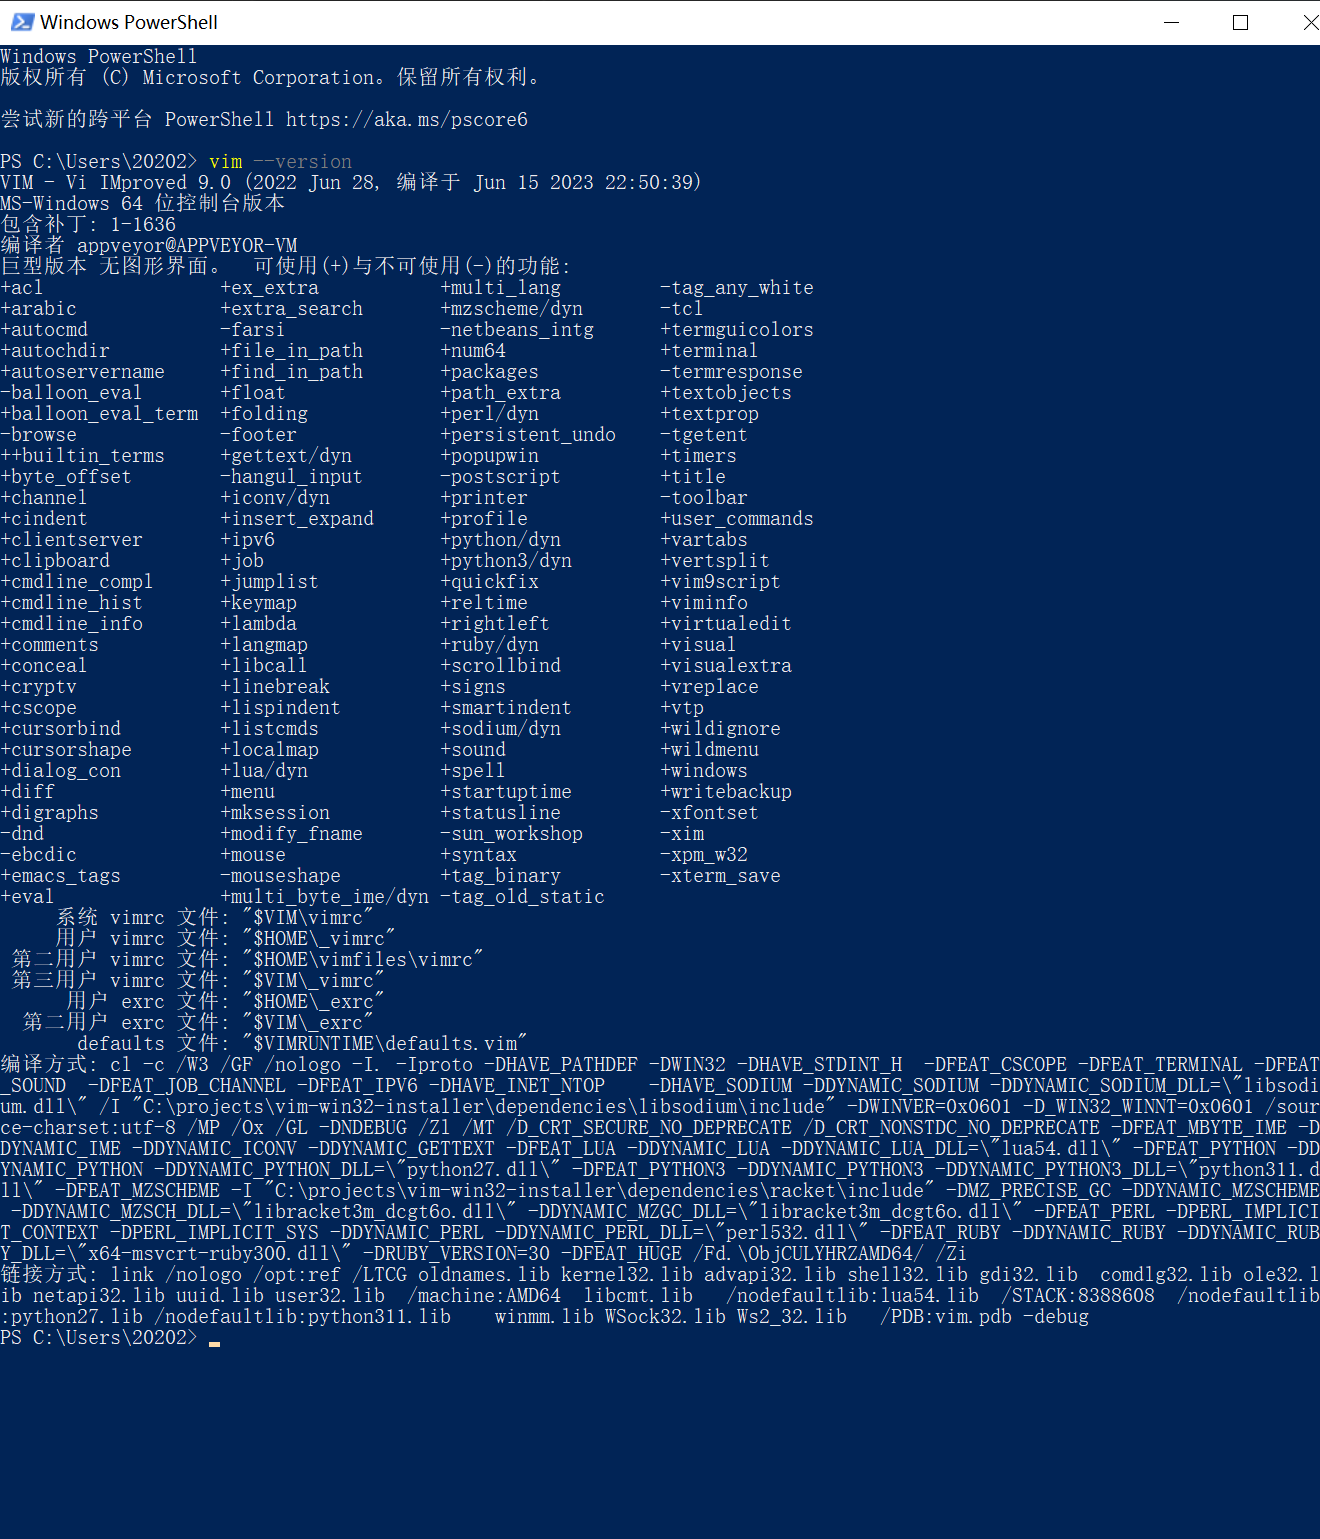 Windows PowerShell
Windows PowerShell
版权所有 (C) Microsoft Corporation。保留所有权利。
尝试新的跨平台 PowerShell https://aka.ms/pscore6
PS C:\Users\20202> vim --version
VIM - Vi IMproved 9.0 (2022 Jun 28, 编译于 Jun 15 2023 22:50:39)
MS-Windows 64 位控制台版本
包含补丁: 1-1636
编译者 appveyor@APPVEYOR-VM
巨型版本 无图形界面。  可使用(+)与不可使用(-)的功能:
+acl                +ex_extra           +multi_lang         -tag_any_white
+arabic             +extra_search       +mzscheme/dyn       -tcl
+autocmd            -farsi              -netbeans_intg      +termguicolors
+autochdir          +file_in_path       +num64              +terminal
+autoservername     +find_in_path       +packages           -termresponse
-balloon_eval       +float              +path_extra         +textobjects
+balloon_eval_term  +folding            +perl/dyn           +textprop
-browse             -footer             +persistent_undo    -tgetent
++builtin_terms     +gettext/dyn        +popupwin           +timers
+byte_offset        -hangul_input       -postscript         +title
+channel            +iconv/dyn          +printer            -toolbar
+cindent            +insert_expand      +profile            +user_commands
+clientserver       +ipv6               +python/dyn         +vartabs
+clipboard          +job                +python3/dyn        +vertsplit
+cmdline_compl      +jumplist           +quickfix           +vim9script
+cmdline_hist       +keymap             +reltime            +viminfo
+cmdline_info       +lambda             +rightleft          +virtualedit
+comments           +langmap            +ruby/dyn           +visual
+conceal            +libcall            +scrollbind         +visualextra
+cryptv             +linebreak          +signs              +vreplace
+cscope             +lispindent         +smartindent        +vtp
+cursorbind         +listcmds           +sodium/dyn         +wildignore
+cursorshape        +localmap           +sound              +wildmenu
+dialog_con         +lua/dyn            +spell              +windows
+diff               +menu               +startuptime        +writebackup
+digraphs           +mksession          +statusline         -xfontset
-dnd                +modify_fname       -sun_workshop       -xim
-ebcdic             +mouse              +syntax             -xpm_w32
+emacs_tags         -mouseshape         +tag_binary         -xterm_save
+eval               +multi_byte_ime/dyn -tag_old_static
系统 vimrc 文件: "$VIM\vimrc"
用户 vimrc 文件: "$HOME\_vimrc"
第二用户 vimrc 文件: "$HOME\vimfiles\vimrc"
第三用户 vimrc 文件: "$VIM\_vimrc"
用户 exrc 文件: "$HOME\_exrc"
第二用户 exrc 文件: "$VIM\_exrc"
defaults 文件: "$VIMRUNTIME\defaults.vim"
编译方式: cl -c /W3 /GF /nologo -I. -Iproto -DHAVE_PATHDEF -DWIN32 -DHAVE_STDINT_H  -DFEAT_CSCOPE -DFEAT_TERMINAL -DFEAT
_SOUND  -DFEAT_JOB_CHANNEL -DFEAT_IPV6 -DHAVE_INET_NTOP    -DHAVE_SODIUM -DDYNAMIC_SODIUM -DDYNAMIC_SODIUM_DLL=\"libsodi
um.dll\" /I "C:\projects\vim-win32-installer\dependencies\libsodium\include" -DWINVER=0x0601 -D_WIN32_WINNT=0x0601 /sour
ce-charset:utf-8 /MP /Ox /GL -DNDEBUG /Zl /MT /D_CRT_SECURE_NO_DEPRECATE /D_CRT_NONSTDC_NO_DEPRECATE -DFEAT_MBYTE_IME -D
DYNAMIC_IME -DDYNAMIC_ICONV -DDYNAMIC_GETTEXT -DFEAT_LUA -DDYNAMIC_LUA -DDYNAMIC_LUA_DLL=\"lua54.dll\" -DFEAT_PYTHON -DD
YNAMIC_PYTHON -DDYNAMIC_PYTHON_DLL=\"python27.dll\" -DFEAT_PYTHON3 -DDYNAMIC_PYTHON3 -DDYNAMIC_PYTHON3_DLL=\"python311.d
ll\" -DFEAT_MZSCHEME -I "C:\projects\vim-win32-installer\dependencies\racket\include" -DMZ_PRECISE_GC -DDYNAMIC_MZSCHEME
-DDYNAMIC_MZSCH_DLL=\"libracket3m_dcgt6o.dll\" -DDYNAMIC_MZGC_DLL=\"libracket3m_dcgt6o.dll\" -DFEAT_PERL -DPERL_IMPLICI
T_CONTEXT -DPERL_IMPLICIT_SYS -DDYNAMIC_PERL -DDYNAMIC_PERL_DLL=\"perl532.dll\" -DFEAT_RUBY -DDYNAMIC_RUBY -DDYNAMIC_RUB
Y_DLL=\"x64-msvcrt-ruby300.dll\" -DRUBY_VERSION=30 -DFEAT_HUGE /Fd.\ObjCULYHRZAMD64/ /Zi
链接方式: link /nologo /opt:ref /LTCG oldnames.lib kernel32.lib advapi32.lib shell32.lib gdi32.lib  comdlg32.lib ole32.l
ib netapi32.lib uuid.lib user32.lib  /machine:AMD64  libcmt.lib   /nodefaultlib:lua54.lib  /STACK:8388608  /nodefaultlib
:python27.lib /nodefaultlib:python311.lib    winmm.lib WSock32.lib Ws2_32.lib   /PDB:vim.pdb -debug
PS C:\Users\20202>